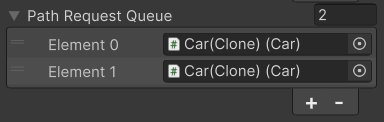 Path Request Queue 2
Element 0 # Car(Clone) (Car)
Element 1 # Car(Clone) (Car)
+ -